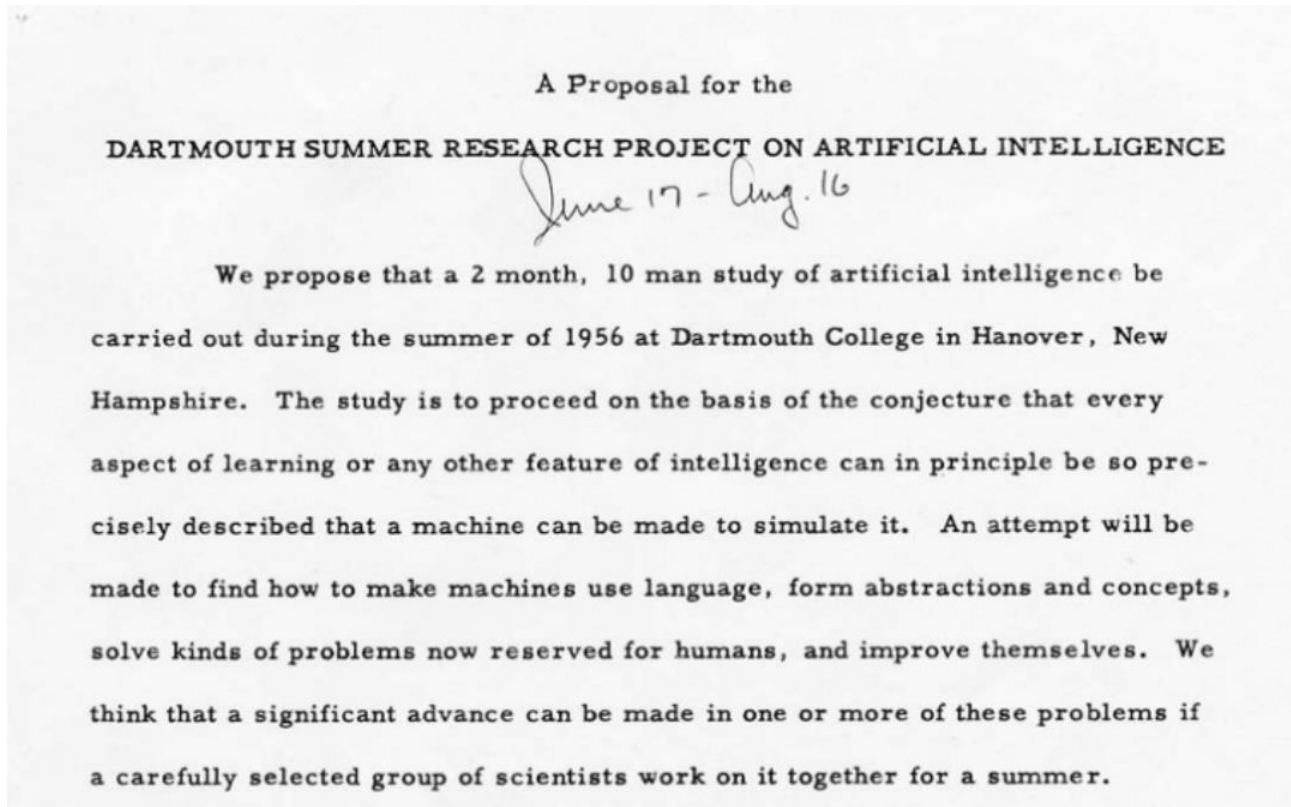 A Proposal for the
DARTMOUTH SUMMER RESEARCH PROJECT ON ARTIFICIAL INTELLIGENCE
June 17 - Aug. 16
We propose that a 2 month, 10 man study of artificial intelligence be
carried out during the summer of 1956 at Dartmouth College in Hanover, New
Hampshire. The study is to proceed on the basis of the conjecture that every
aspect of learning or any other feature of intelligence can in principle be so pre-
cisely described that a machine can be made to simulate it. An attempt will be
made to find how to make machines use language, form abstractions and concepts,
solve kinds of problems now reserved for humans, and improve themselves. We
think that a significant advance can be made in one or more of these problems if
a carefully selected group of scientists work on it together for a summer.